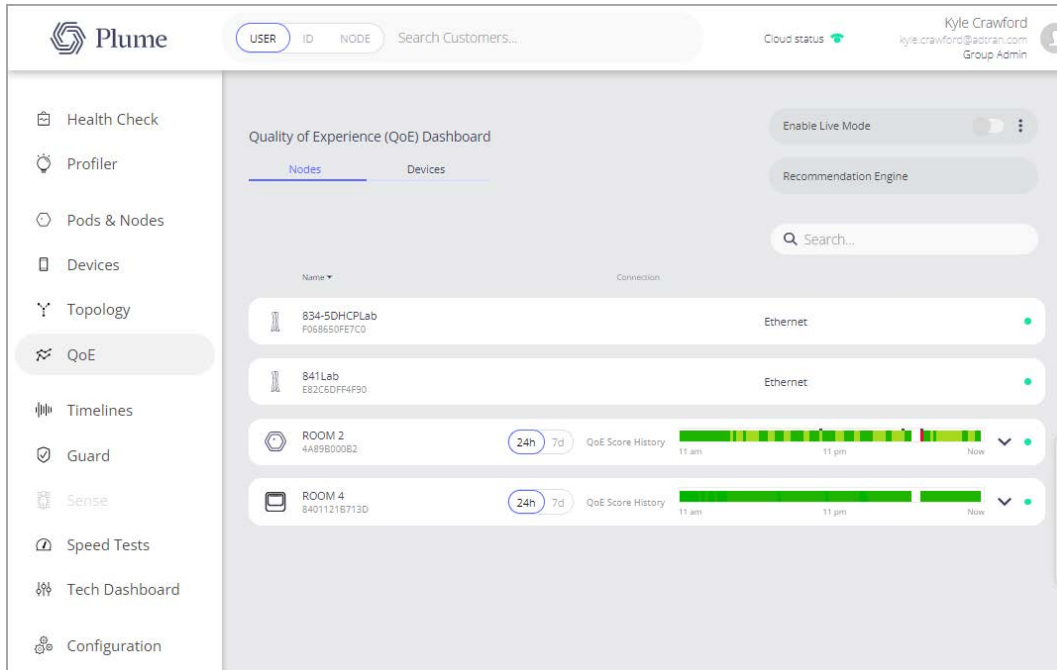 Plume
USER ID NODE Search Customers...
Cloud status
Kyle Crawford
kyle.crawford@adtran.com
Group Admin
Health Check
Profiler
Pods & Nodes
Devices
Topology
QoE
Timelines
Guard
Sense
Speed Tests
Tech Dashboard
Configuration
Quality of Experience (QoE) Dashboard
Nodes Devices
Enable Live Mode
Recommendation Engine
Search...
Name Connection
834-5DHCPLab
F068650FE7C0
Ethernet
841Lab
E82C6DFF4F90
Ethernet
ROOM 2
4A89B000B2
24h 7d QoE Score History
11 am 11 pm Now
ROOM 4
8401121B713D
24h 7d QoE Score History
11 am 11 pm Now